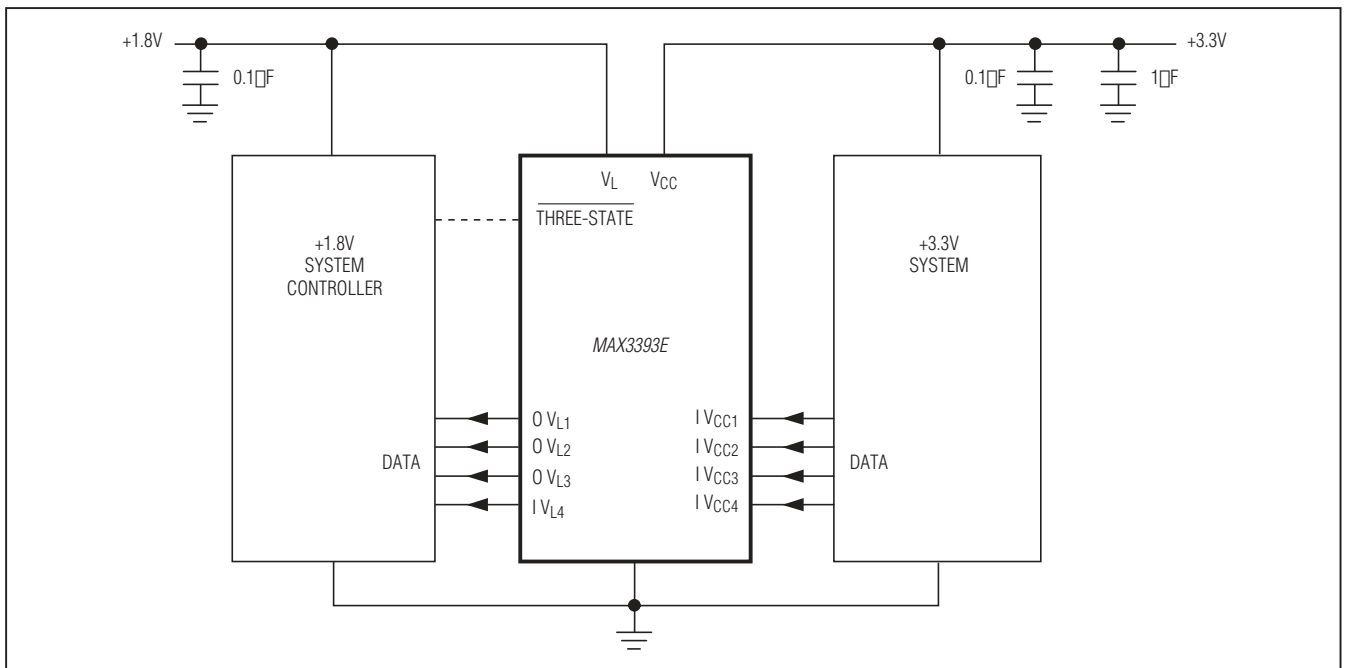 +1.8V
+3.3V
0.1▯F
0.1▯F
1▯F
VL VCC
THREE-STATE
+1.8V
SYSTEM
CONTROLLER
+3.3V
SYSTEM
MAX3393E
O VL1
O VL2
O VL3
I VL4
DATA
I VCC1
I VCC2
I VCC3
I VCC4
DATA